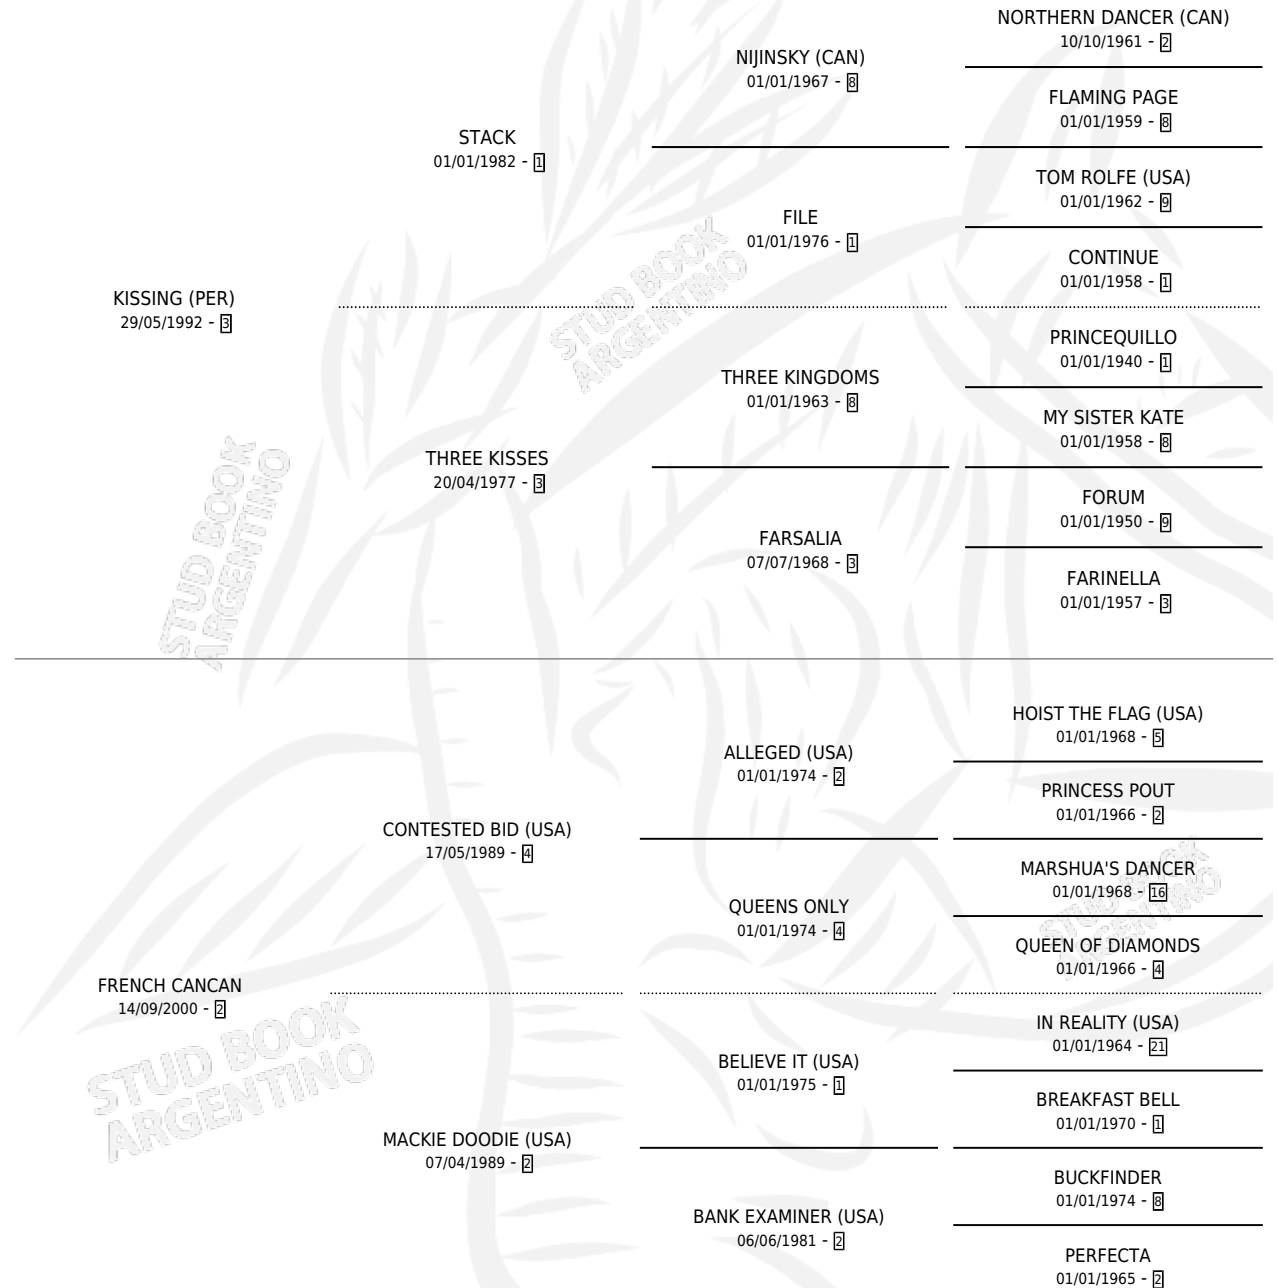 NORTHERN DANCER (CAN)
10/10/1961 - 2
NIJINSKY (CAN)
01/01/1967 - 8
FLAMING PAGE
01/01/1959 - 8
STACK
01/01/1982 - 1
TOM ROLFE (USA)
01/01/1962 - 9
FILE
01/01/1976 - 1
CONTINUE
01/01/1958 - 1
KISSING (PER)
29/05/1992 - 3
PRINCEQUILLO
01/01/1940 - 1
THREE KINGDOMS
01/01/1963 - 8
MY SISTER KATE
01/01/1958 - 8
THREE KISSES
20/04/1977 - 3
FORUM
01/01/1950 - 9
FARSALIA
07/07/1968 - 3
FARINELLA
01/01/1957 - 3
HOIST THE FLAG (USA)
01/01/1968 - 5
ALLEGED (USA)
01/01/1974 - 2
PRINCESS POUT
01/01/1966 - 2
CONTESTED BID (USA)
17/05/1989 - 4
MARSHUA'S DANCER
01/01/1968 - 16
QUEENS ONLY
01/01/1974 - 4
QUEEN OF DIAMONDS
01/01/1966 - 4
FRENCH CANCAN
14/09/2000 - 2
IN REALITY (USA)
01/01/1964 - 21
BELIEVE IT (USA)
01/01/1975 - 1
BREAKFAST BELL
01/01/1970 - 1
MACKIE DOODIE (USA)
07/04/1989 - 2
BUCKFINDER
01/01/1974 - 8
BANK EXAMINER (USA)
06/06/1981 - 2
PERFECTA
01/01/1965 - 2
STUD BOOK
ARGENTINO
STUD BOOK
ARGENTINO
STUD BOOK
ARGENTINO
STUD BOOK
ARGENTINO